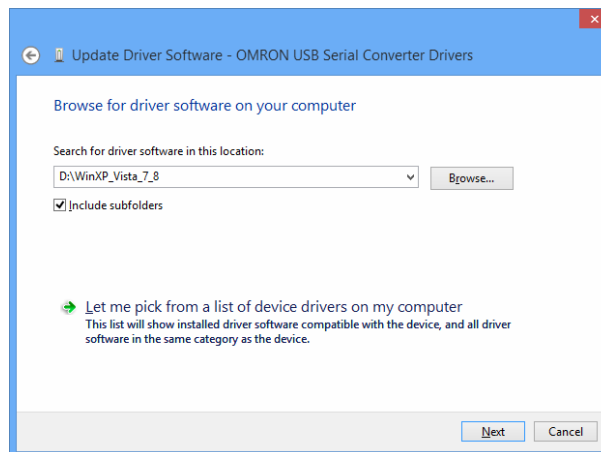 Update Driver Software - OMRON USB Serial Converter Drivers
Browse for driver software on your computer
Search for driver software in this location:
D:\WinXP_Vista_7_8
Browse...
Include subfolders
Let me pick from a list of device drivers on my computer
This list will show installed driver software compatible with the device, and all driver
software in the same category as the device.
Next
Cancel